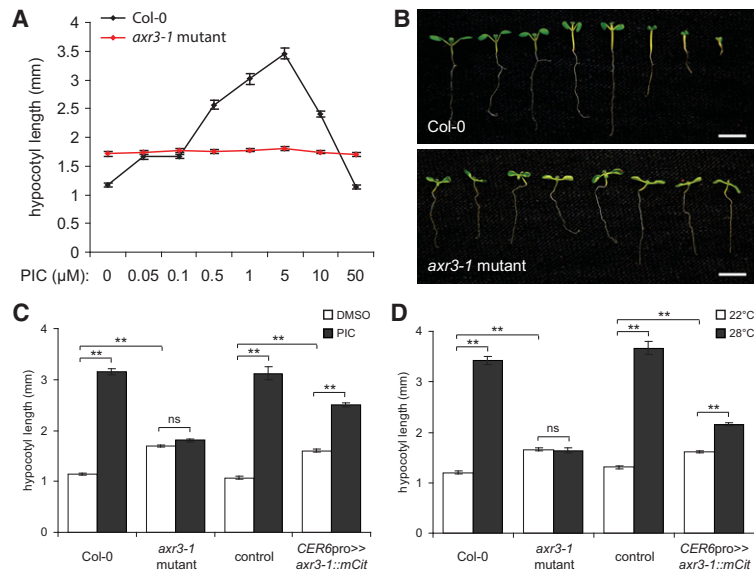 A
Col-0
axr3-1 mutant
hypocotyl length (mm)
4
3.5
3
2.5
2
1.5
1
PIC (µM): 0 0.05 0.1 0.5 1 5 10 50
B
Col-0
axr3-1 mutant
C
DMSO
PIC
hypocotyl length (mm)
4
3
2
1
0
**
**
ns
**
**
**
Col-0
axr3-1 mutant
control
CER6pro>> axr3-1::mCit
D
22°C
28°C
hypocotyl length (mm)
4
3
2
1
0
**
**
ns
**
**
**
Col-0
axr3-1 mutant
control
CER6pro>> axr3-1::mCit